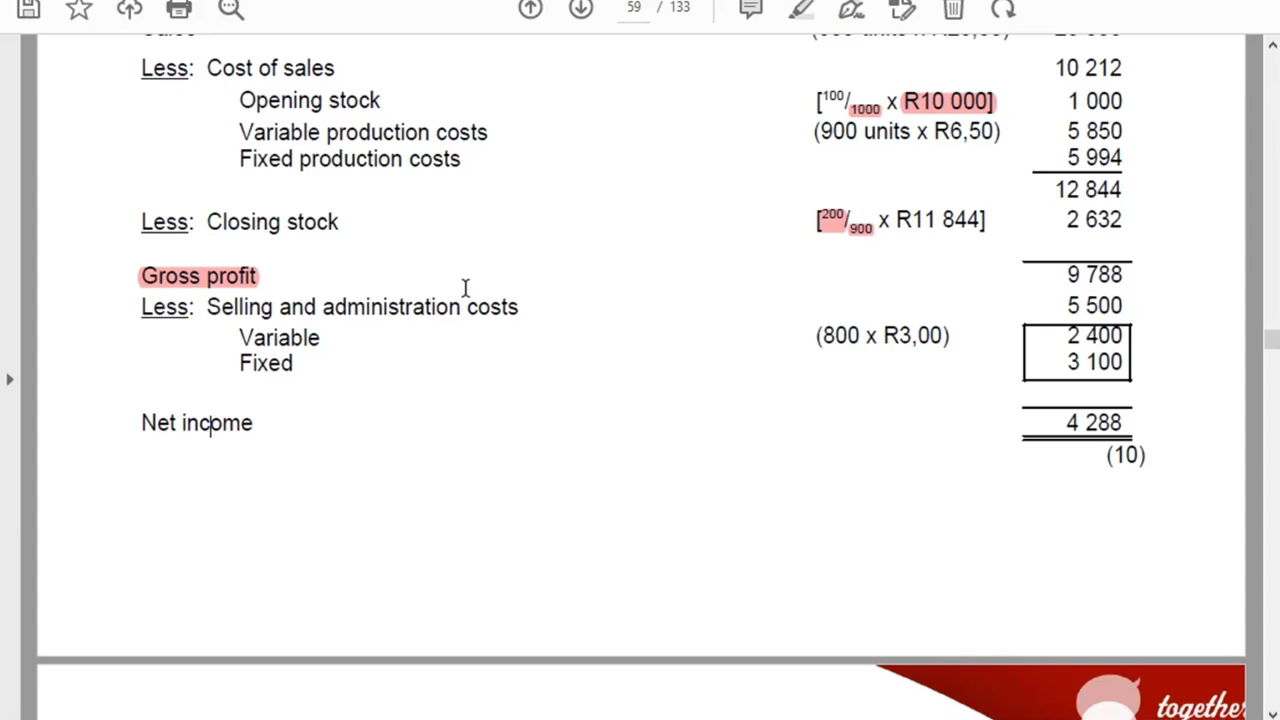 59 / 133
Less: Cost of sales 10 212
Opening stock [100/1000 x R10 000] 1 000
Variable production costs (900 units x R6,50) 5 850
Fixed production costs 5 994
12 844
Less: Closing stock [200/900 x R11 844] 2 632
Gross profit 9 788
Less: Selling and administration costs 5 500
Variable (800 x R3,00) 2 400
Fixed 3 100
Net income 4 288
(10)
together